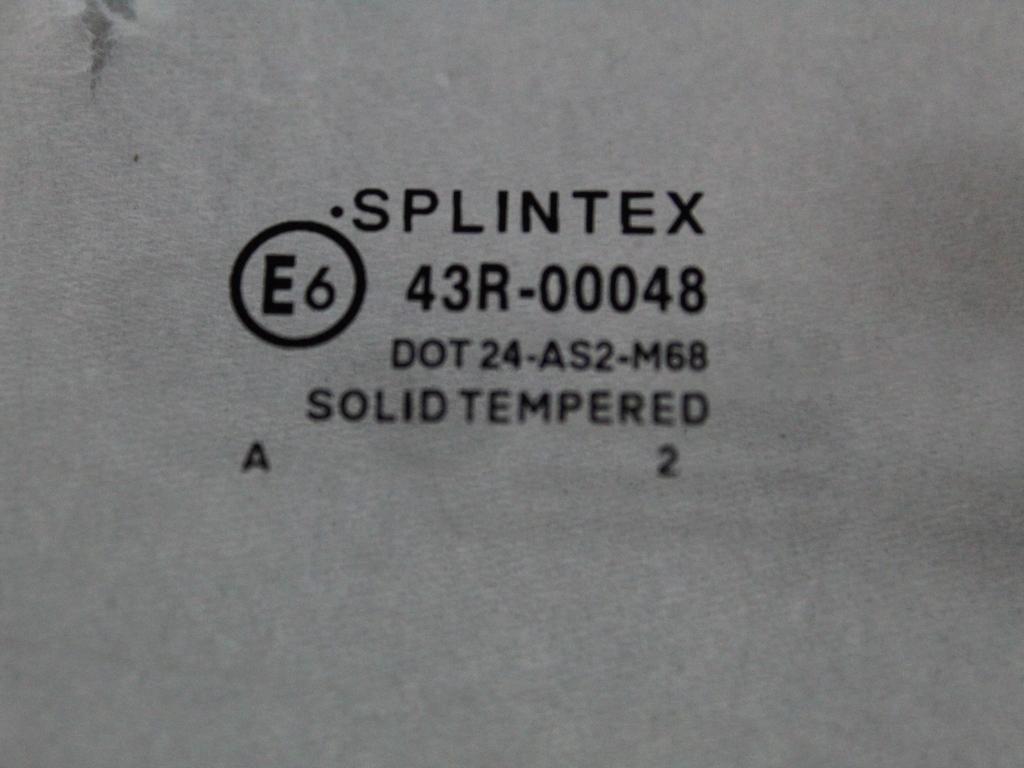 ·SPLINTEX
E6 43R-00048
DOT 24-AS2-M68
SOLID TEMPERED
A 2